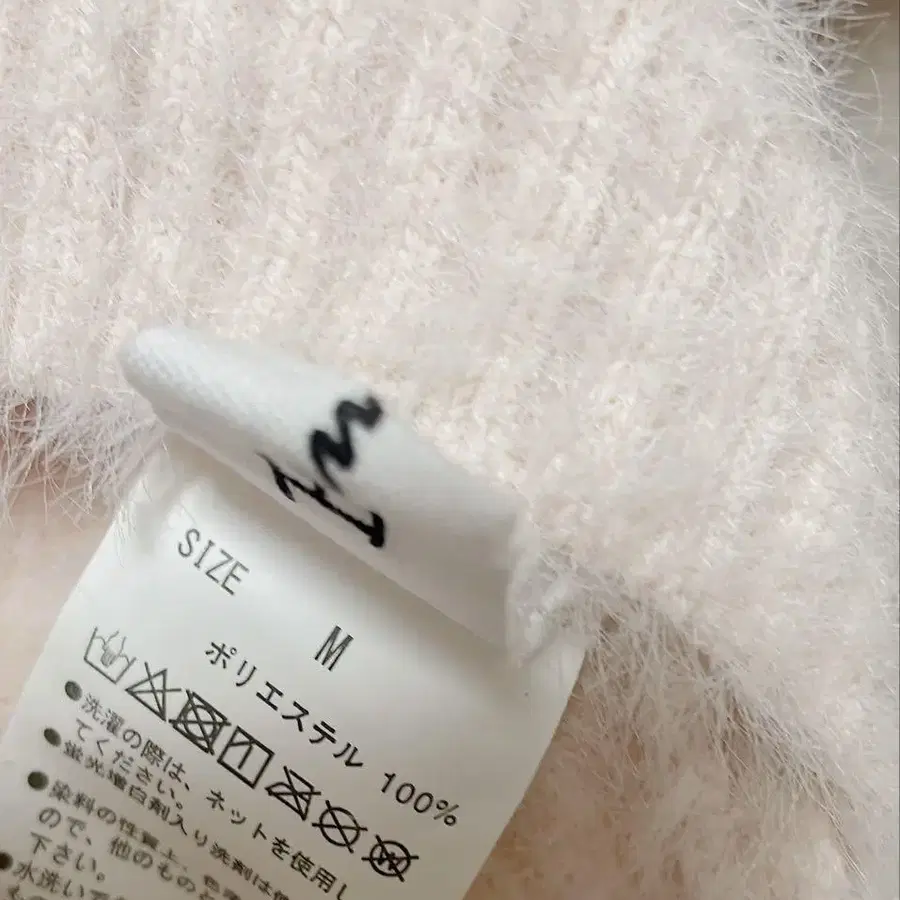 SIZE
M
ポリエステル 100%
●洗濯の際は、ネットを使用し
てください。
●蛍光増白剤入り洗剤は
●染料の性質上、
ので、他のもの
下さい。
●水洗い